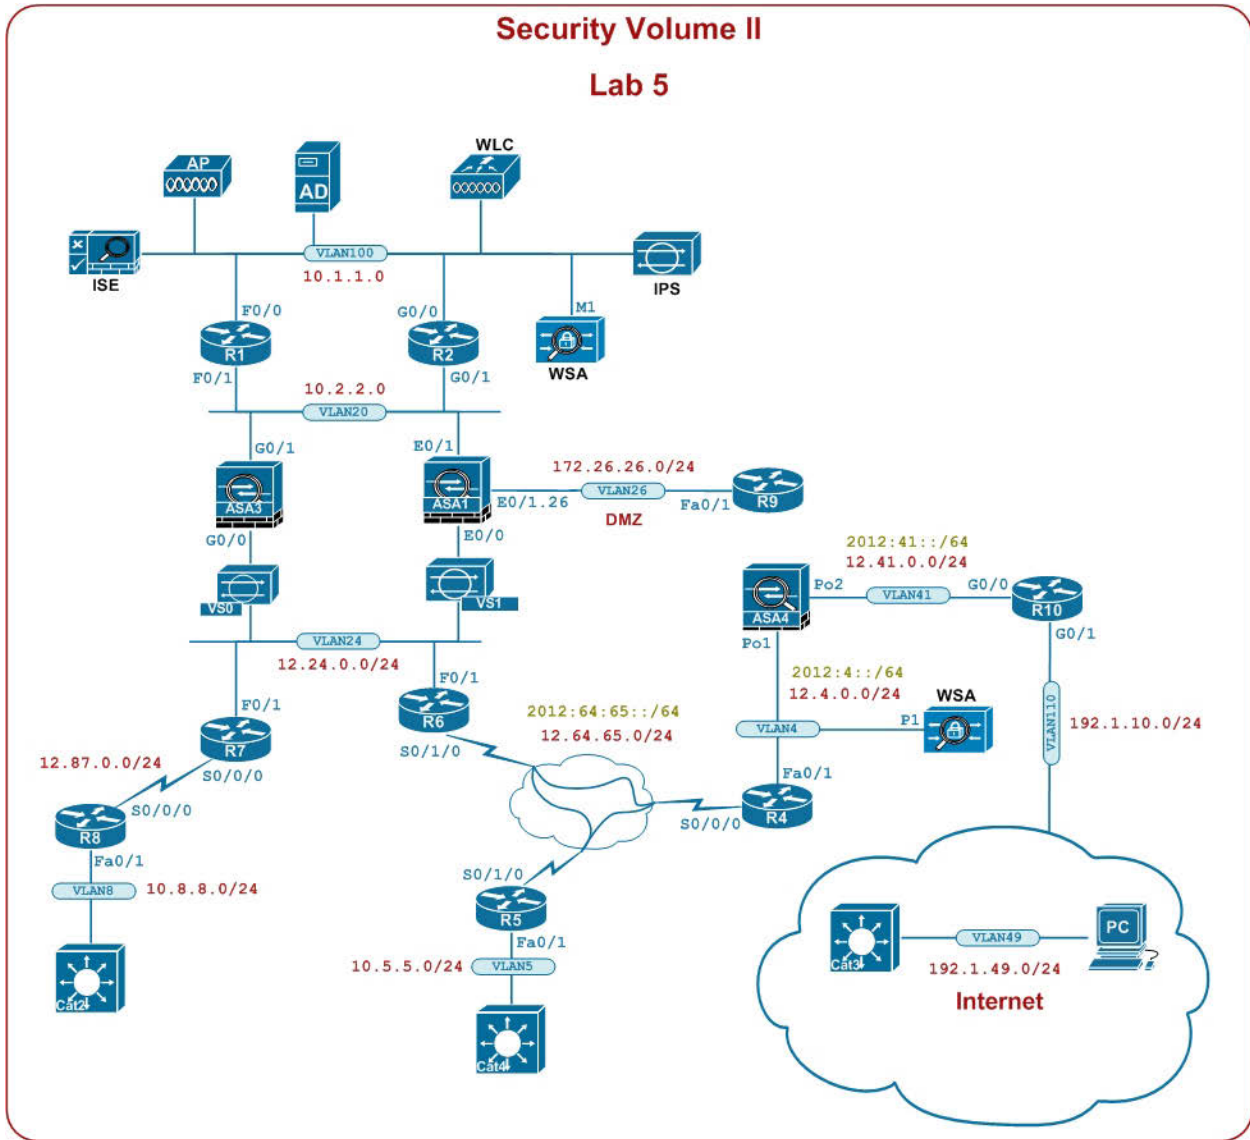 Security Volume II
Lab 5
WLC
AP
AD
VLAN100
10.1.1.0
ISE
IPS
F0/0
G0/0
M1
R1
R2
WSA
F0/1
G0/1
10.2.2.0
VLAN20
G0/1
E0/1
172.26.26.0/24
ASA3
ASA1
E0/1.26
VLAN26
Fa0/1
R9
DMZ
G0/0
E0/0
2012:41::/64
12.41.0.0/24
VS0
VS1
Po2
VLAN41
G0/0
R10
ASA4
Po1
G0/1
VLAN24
12.24.0.0/24
2012:4::/64
12.4.0.0/24
WSA
F0/1
F0/1
R6
2012:64:65::/64
12.64.65.0/24
VLAN4
P1
VLAN110
192.1.10.0/24
R7
S0/1/0
12.87.0.0/24
S0/0/0
Fa0/1
S0/0/0
R8
S0/0/0
R4
Fa0/1
S0/1/0
VLAN8
10.8.8.0/24
R5
Fa0/1
10.5.5.0/24
VLAN5
PC
VLAN49
Cat3
192.1.49.0/24
Internet
Cat2
Cat4